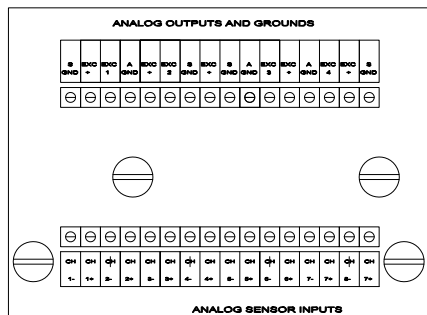 ANALOG OUTPUTS AND GROUNDS
S EXC EXC A EXC EXC S EXC S A EXC EXC A EXC EXC S
GND + 1 GND + 2 GND + GND GND 3 + GND 4 + GND
CH CH CH CH CH CH CH CH CH CH CH CH CH CH CH CH
1- 1+ 2- 2+ 3- 3+ 4- 4+ 5- 5+ 6- 6+ 7- 7+ 8- 7+
ANALOG SENSOR INPUTS